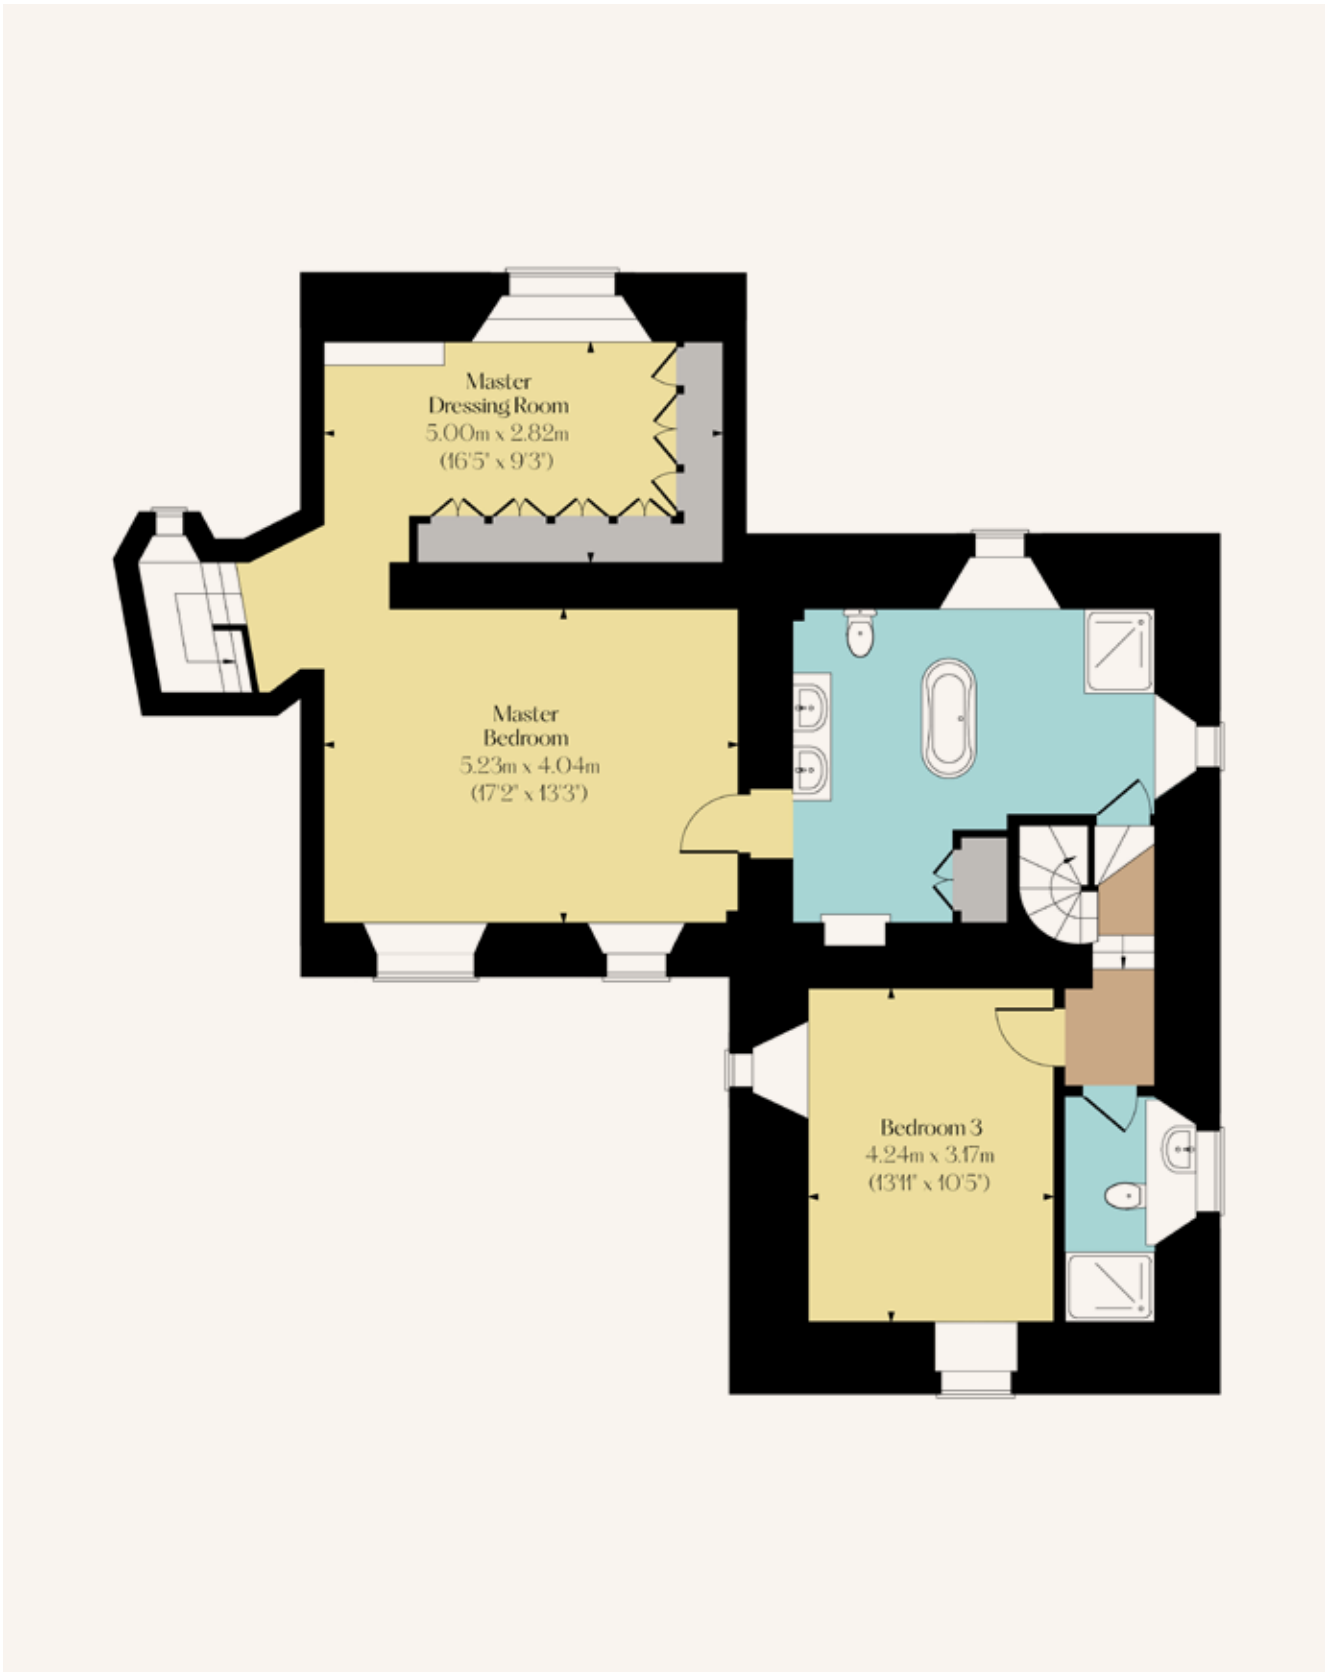 Master
Dressing Room
5.00m x 2.82m
(16'5" x 9'3")
Master
Bedroom
5.23m x 4.04m
(17'2" x 13'3")
Bedroom 3
4.24m x 3.17m
(13'11" x 10'5")